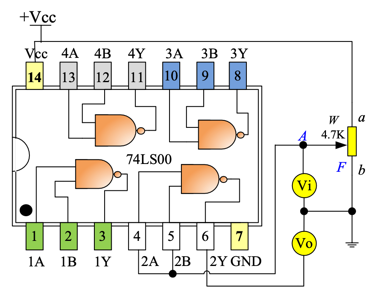 +Vcc
Vcc 4A 4B 4Y 3A 3B 3Y
14 13 12 11 10 9 8
a
W
4.7K
A
F
b
74LS00
Vi
Vo
1 2 3 4 5 6 7
1A 1B 1Y 2A 2B 2Y GND